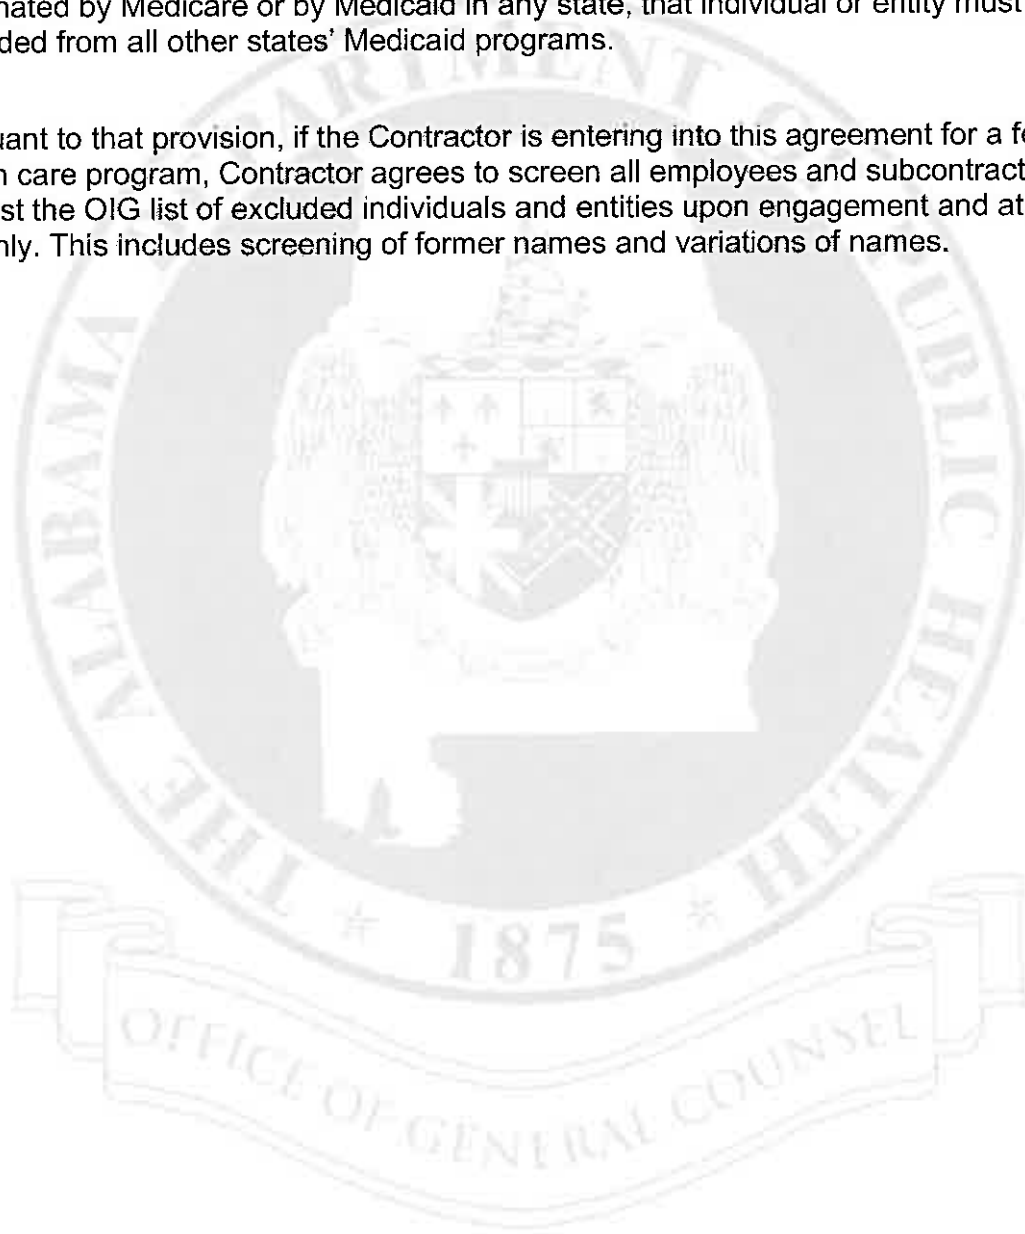 nated by Medicare or by Medicaid in any state, that individual or entity must
ded from all other states' Medicaid programs.
uant to that provision, if the Contractor is entering into this agreement for a fe
n care program, Contractor agrees to screen all employees and subcontract
st the OIG list of excluded individuals and entities upon engagement and at
nly. This includes screening of former names and variations of names.
THE ALABAMA DEPARTMENT OF PUBLIC HEALTH
1875
OFFICE OF GENERAL COUNSEL